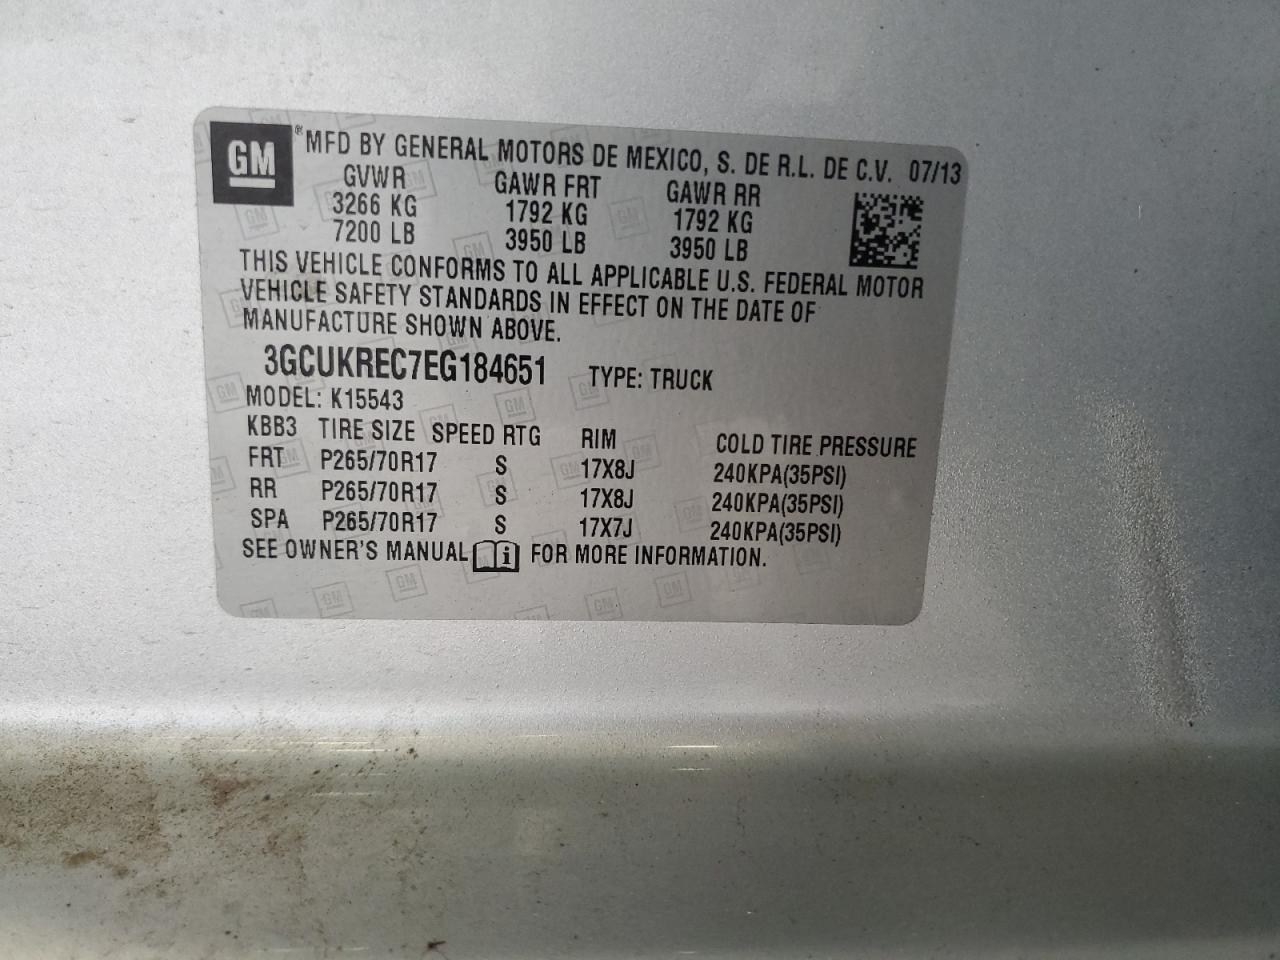 GM ® MFD BY GENERAL MOTORS DE MEXICO, S. DE R.L. DE C.V. 07/13
GVWR GAWR FRT GAWR RR
3266 KG 1792 KG 1792 KG
7200 LB 3950 LB 3950 LB
THIS VEHICLE CONFORMS TO ALL APPLICABLE U.S. FEDERAL MOTOR
VEHICLE SAFETY STANDARDS IN EFFECT ON THE DATE OF
MANUFACTURE SHOWN ABOVE.
3GCUKREC7EG184651 TYPE: TRUCK
MODEL: K15543
KBB3 TIRE SIZE SPEED RTG RIM COLD TIRE PRESSURE
FRT P265/70R17 S 17X8J 240KPA(35PSI)
RR P265/70R17 S 17X8J 240KPA(35PSI)
SPA P265/70R17 S 17X7J 240KPA(35PSI)
SEE OWNER'S MANUAL i FOR MORE INFORMATION.